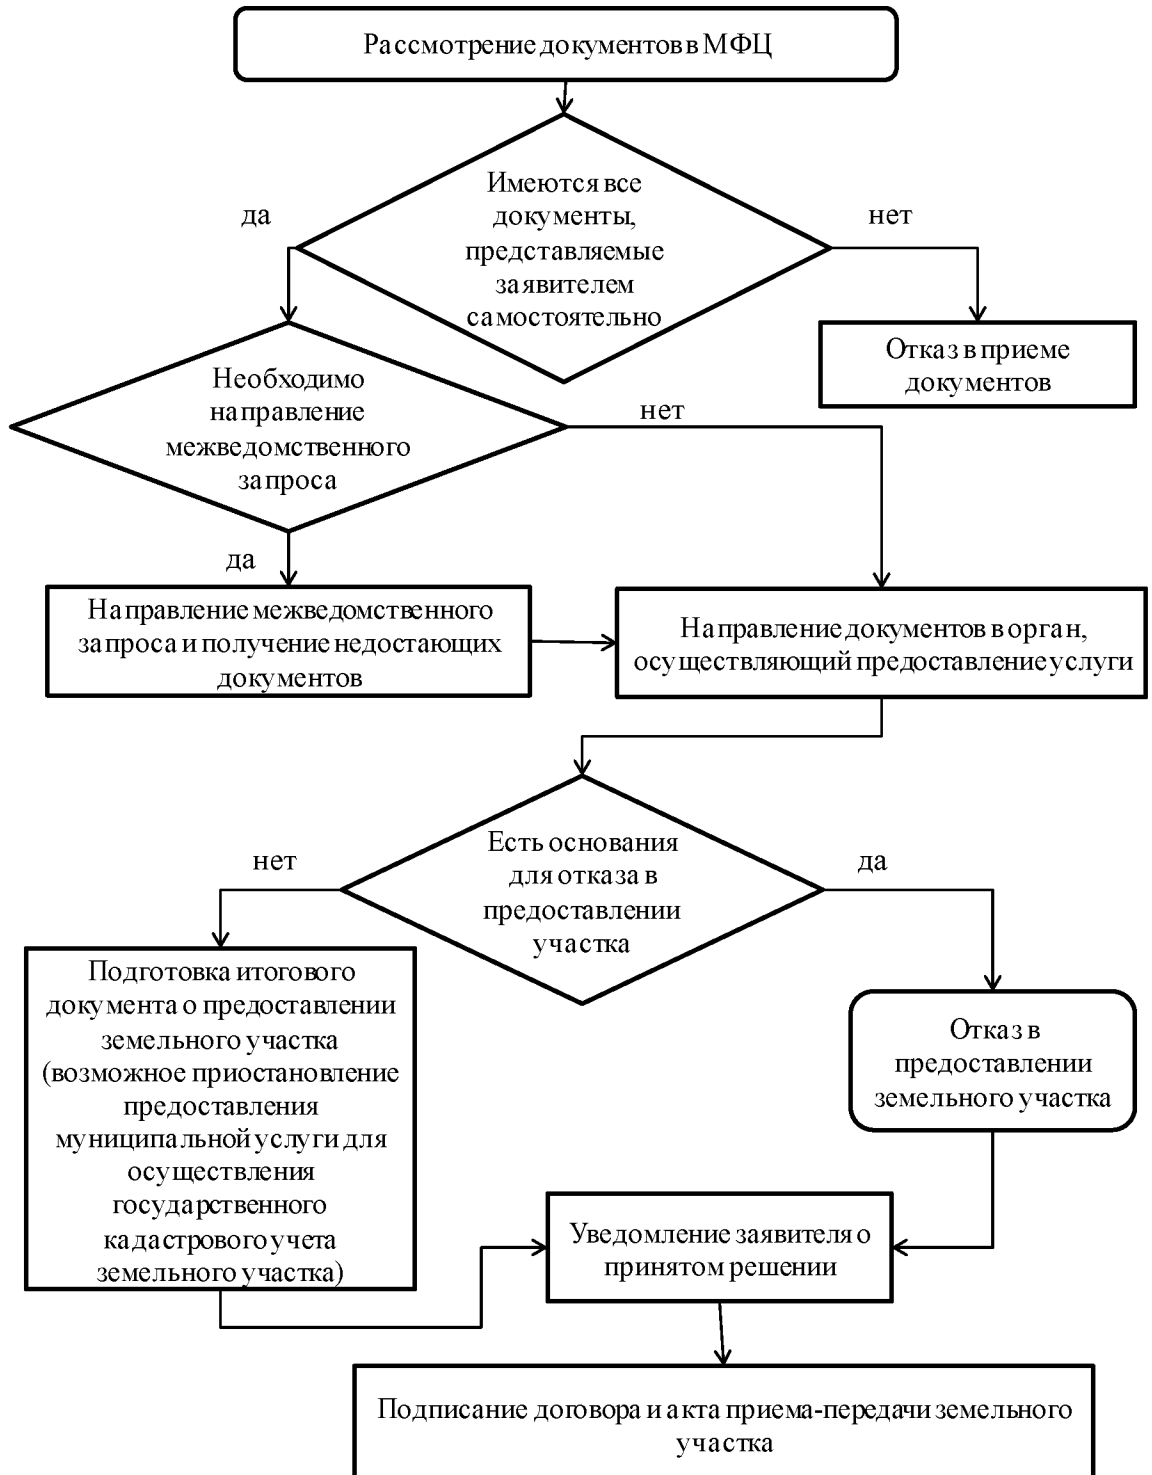 Рассмотрение документов в МФЦ
Имеются все
документы,
представляемые
заявителем
самостоятельно
да
нет
Отказ в приеме
документов
Необходимо
направление
межведомственного
запроса
нет
да
Направление межведомственного
запроса и получение недостающих
документов
Направление документов в орган,
осуществляющий предоставление услуги
Есть основания
для отказа в
предоставлении
участка
нет
да
Подготовка итогового
документа о предоставлении
земельного участка
(возможное приостановление
предоставления
муниципальной услуги для
осуществления
государственного
кадастрового учета
земельного участка)
Отказ в
предоставлении
земельного участка
Уведомление заявителя о
принятом решении
Подписание договора и акта приема-передачи земельного
участка